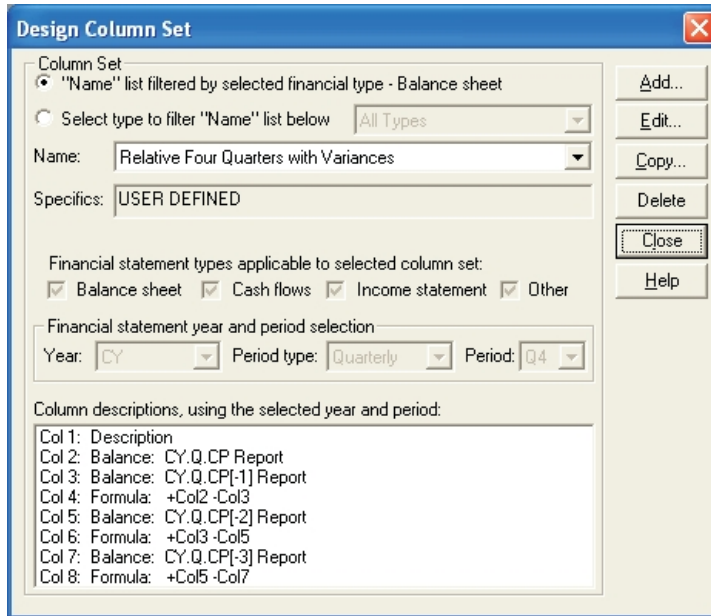 Design Column Set
Column Set
"Name" list filtered by selected financial type - Balance sheet
Select type to filter "Name" list below All Types
Name: Relative Four Quarters with Variances
Specifics: USER DEFINED
Financial statement types applicable to selected column set:
Balance sheet Cash flows Income statement Other
Financial statement year and period selection
Year: CY Period type: Quarterly Period: Q4
Column descriptions, using the selected year and period:
Col 1: Description
Col 2: Balance: CY.Q.CP Report
Col 3: Balance: CY.Q.CP[-1] Report
Col 4: Formula: +Col2 -Col3
Col 5: Balance: CY.Q.CP[-2] Report
Col 6: Formula: +Col3 -Col5
Col 7: Balance: CY.Q.CP[-3] Report
Col 8: Formula: +Col5 -Col7
Add...
Edit...
Copy...
Delete
Close
Help